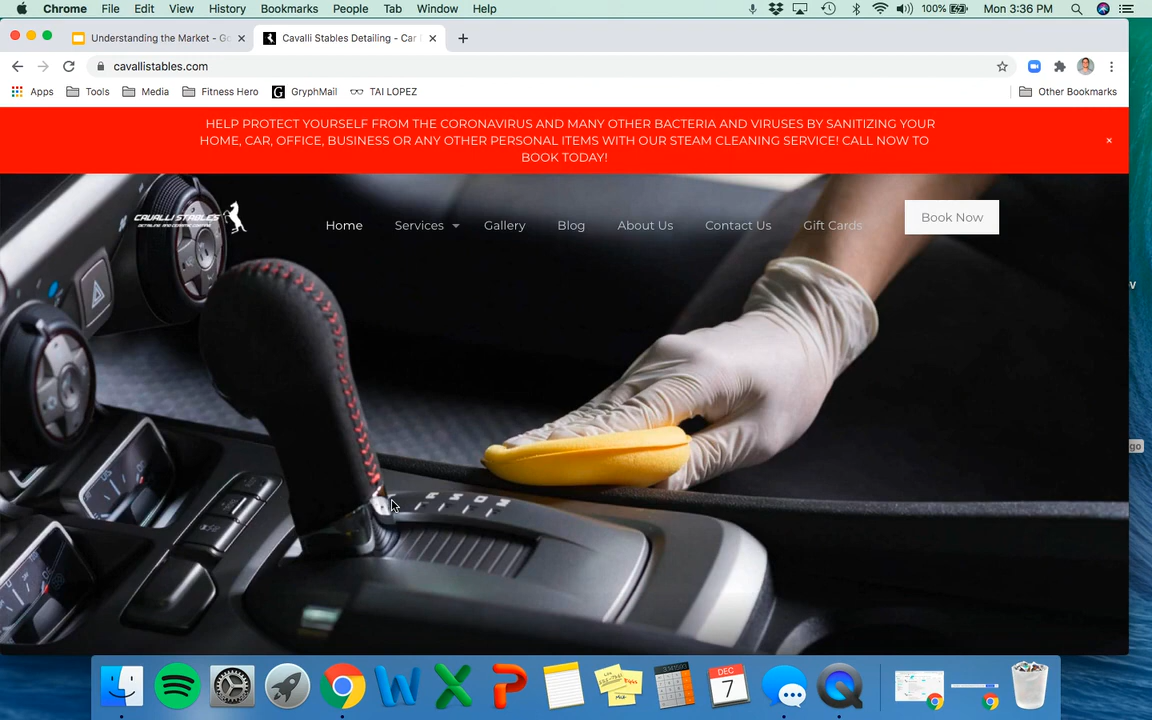 Chrome File Edit View History Bookmarks People Tab Window Help 100% Mon 3:36 PM
Understanding the Market - Go
Cavalli Stables Detailing - Car
cavallistables.com
Apps Tools Media Fitness Hero G GryphMail TAI LOPEZ Other Bookmarks
HELP PROTECT YOURSELF FROM THE CORONAVIRUS AND MANY OTHER BACTERIA AND VIRUSES BY SANITIZING YOUR
HOME, CAR, OFFICE, BUSINESS OR ANY OTHER PERSONAL ITEMS WITH OUR STEAM CLEANING SERVICE! CALL NOW TO
BOOK TODAY!
×
CAVALLI STABLES
Home Services Gallery Blog About Us Contact Us Gift Cards Book Now
R N D M
go
DEC
7